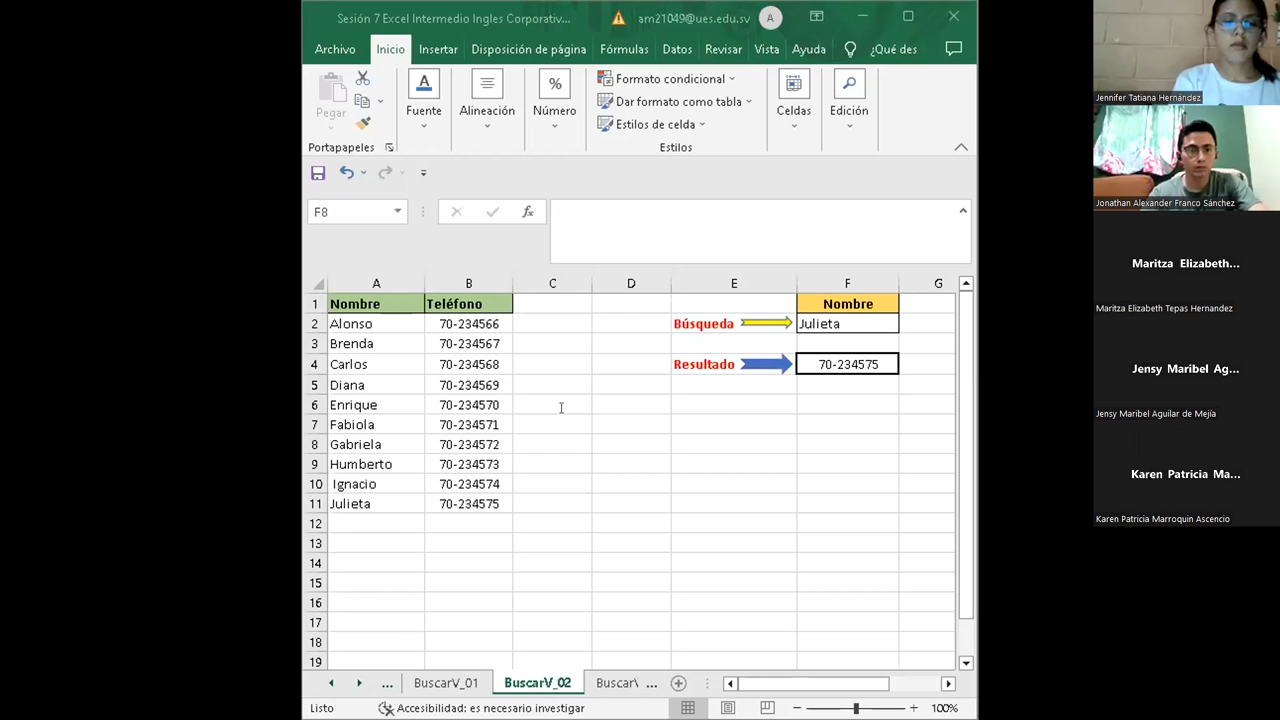 Sesión 7 Excel Intermedio Ingles Corporativ...
am21049@ues.edu.sv
A
Archivo Inicio Insertar Disposición de página Fórmulas Datos Revisar Vista Ayuda ¿Qué des
Pegar
Fuente
Alineación
Número
Formato condicional
Dar formato como tabla
Estilos de celda
Celdas
Edición
Portapapeles
Estilos
F8
fx
A B C D E F G
1 Nombre Teléfono Nombre
2 Alonso 70-234566 Búsqueda Julieta
3 Brenda 70-234567
4 Carlos 70-234568 Resultado 70-234575
5 Diana 70-234569
6 Enrique 70-234570
7 Fabiola 70-234571
8 Gabriela 70-234572
9 Humberto 70-234573
10 Ignacio 70-234574
11 Julieta 70-234575
12
13
14
15
16
17
18
19
... BuscarV_01 BuscarV_02 Buscar\ ...
Listo Accesibilidad: es necesario investigar 100%
Jennifer Tatiana Hernández
Jonathan Alexander Franco Sánchez
Maritza Elizabeth...
Maritza Elizabeth Tepas Hernandez
Jensy Maribel Ag...
Jensy Maribel Aguilar de Mejía
Karen Patricia Ma...
Karen Patricia Marroquin Ascencio